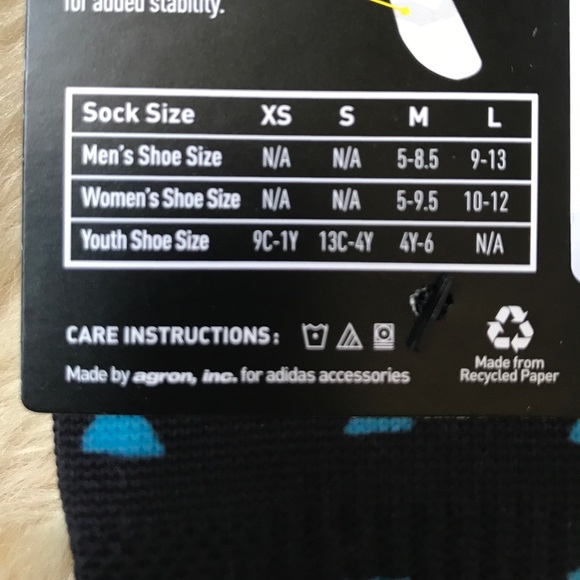 for added stability.
Sock Size XS S M L
Men's Shoe Size N/A N/A 5-8.5 9-13
Women's Shoe Size N/A N/A 5-9.5 10-12
Youth Shoe Size 9C-1Y 13C-4Y 4Y-6 N/A
CARE INSTRUCTIONS:
Made by agron, inc. for adidas accessories
Made from
Recycled Paper